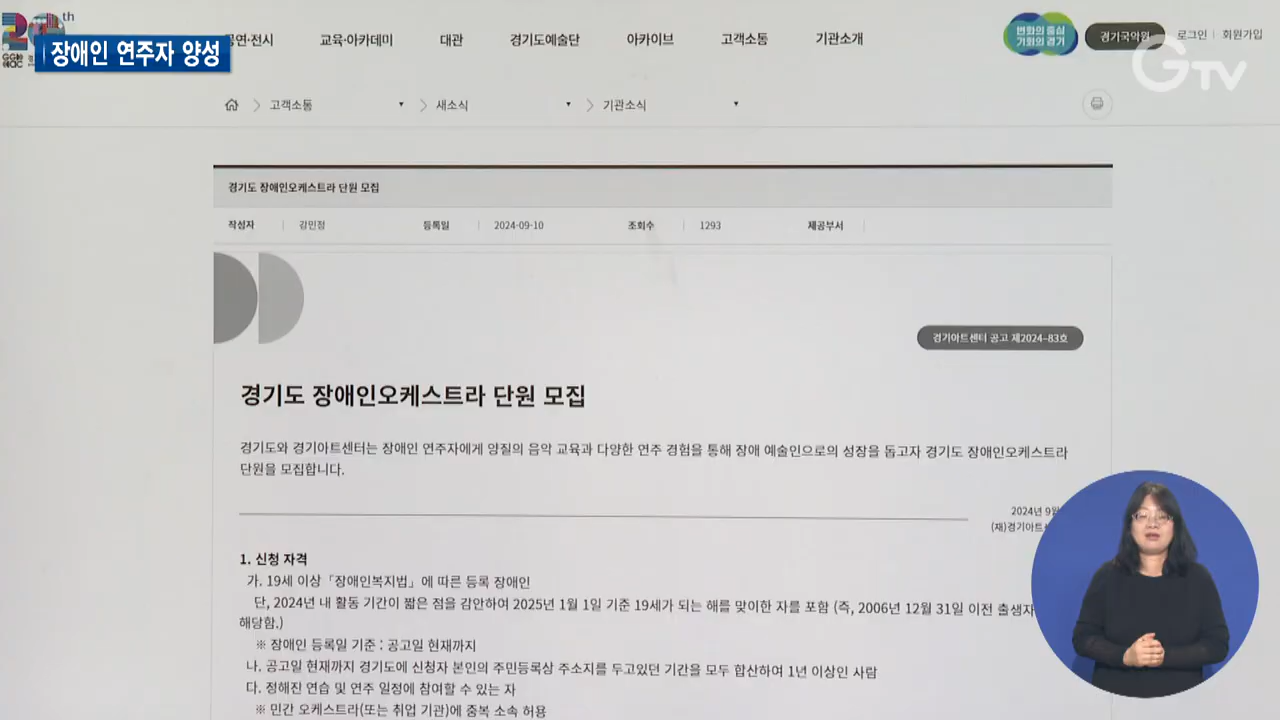 th
공연·전시
교육·아카데미
대관
경기도예술단
아카이브
고객소통
기관소개
변화의 중심
기회의 경기
경기국악원
로그인
회원가입
장애인 연주자 양성
GTV
고객소통
새소식
기관소식
경기도 장애인오케스트라 단원 모집
작성자 강민정 등록일 2024-09-10 조회수 1293 제공부서
경기아트센터 공고 제2024-83호
경기도 장애인오케스트라 단원 모집
경기도와 경기아트센터는 장애인 연주자에게 양질의 음악 교육과 다양한 연주 경험을 통해 장애 예술인으로의 성장을 돕고자 경기도 장애인오케스트라
단원을 모집합니다.
2024년 9월
(재)경기아트
1. 신청 자격
가. 19세 이상「장애인복지법」에 따른 등록 장애인
단, 2024년 내 활동 기간이 짧은 점을 감안하여 2025년 1월 1일 기준 19세가 되는 해를 맞이한 자를 포함 (즉, 2006년 12월 31일 이전 출생자
해당함.)
※ 장애인 등록일 기준 : 공고일 현재까지
나. 공고일 현재까지 경기도에 신청자 본인의 주민등록상 주소지를 두고있던 기간을 모두 합산하여 1년 이상인 사람
다. 정해진 연습 및 연주 일정에 참여할 수 있는 자
※ 민간 오케스트라(또는 취업 기관)에 중복 소속 허용